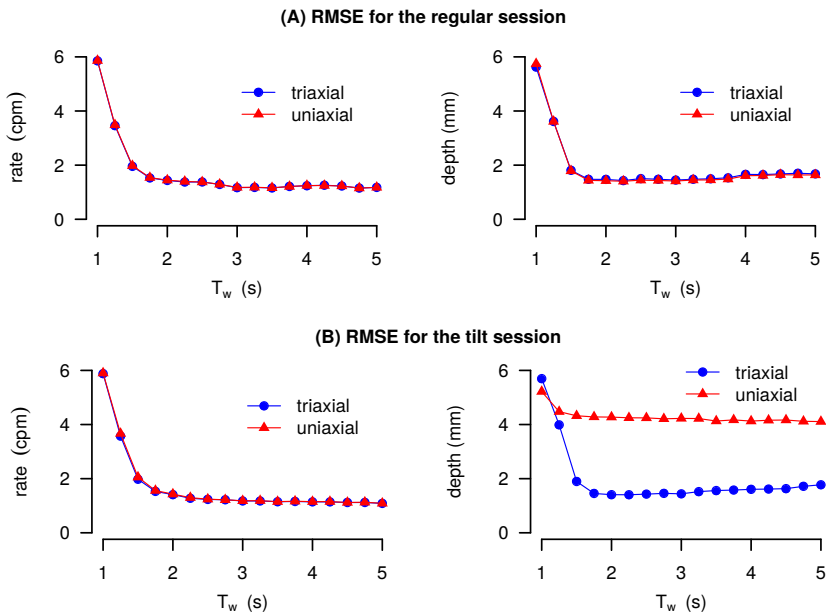 (A) RMSE for the regular session
rate (cpm)
0
2
4
6
triaxial
uniaxial
1 2 3 4 5
T_w (s)
depth (mm)
0
2
4
6
triaxial
uniaxial
1 2 3 4 5
T_w (s)
(B) RMSE for the tilt session
rate (cpm)
0
2
4
6
triaxial
uniaxial
1 2 3 4 5
T_w (s)
depth (mm)
0
2
4
6
triaxial
uniaxial
1 2 3 4 5
T_w (s)